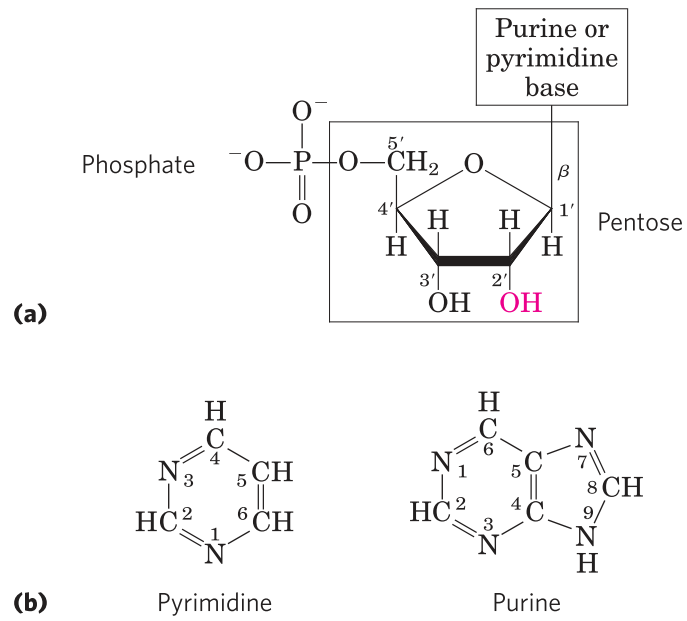 Purine or
pyrimidine
base
O⁻
Phosphate
⁻O—P—O—CH₂
5′
O
β
O
4′
H
H
H
1′
H
Pentose
3′
2′
OH
OH
(a)
H
C
4
N
3
5
CH
HC
2
6
CH
1
N
Pyrimidine
H
C
6
N
1
5
C
N
7
HC
2
4
C
8
CH
3
N
9
N
H
Purine
(b)